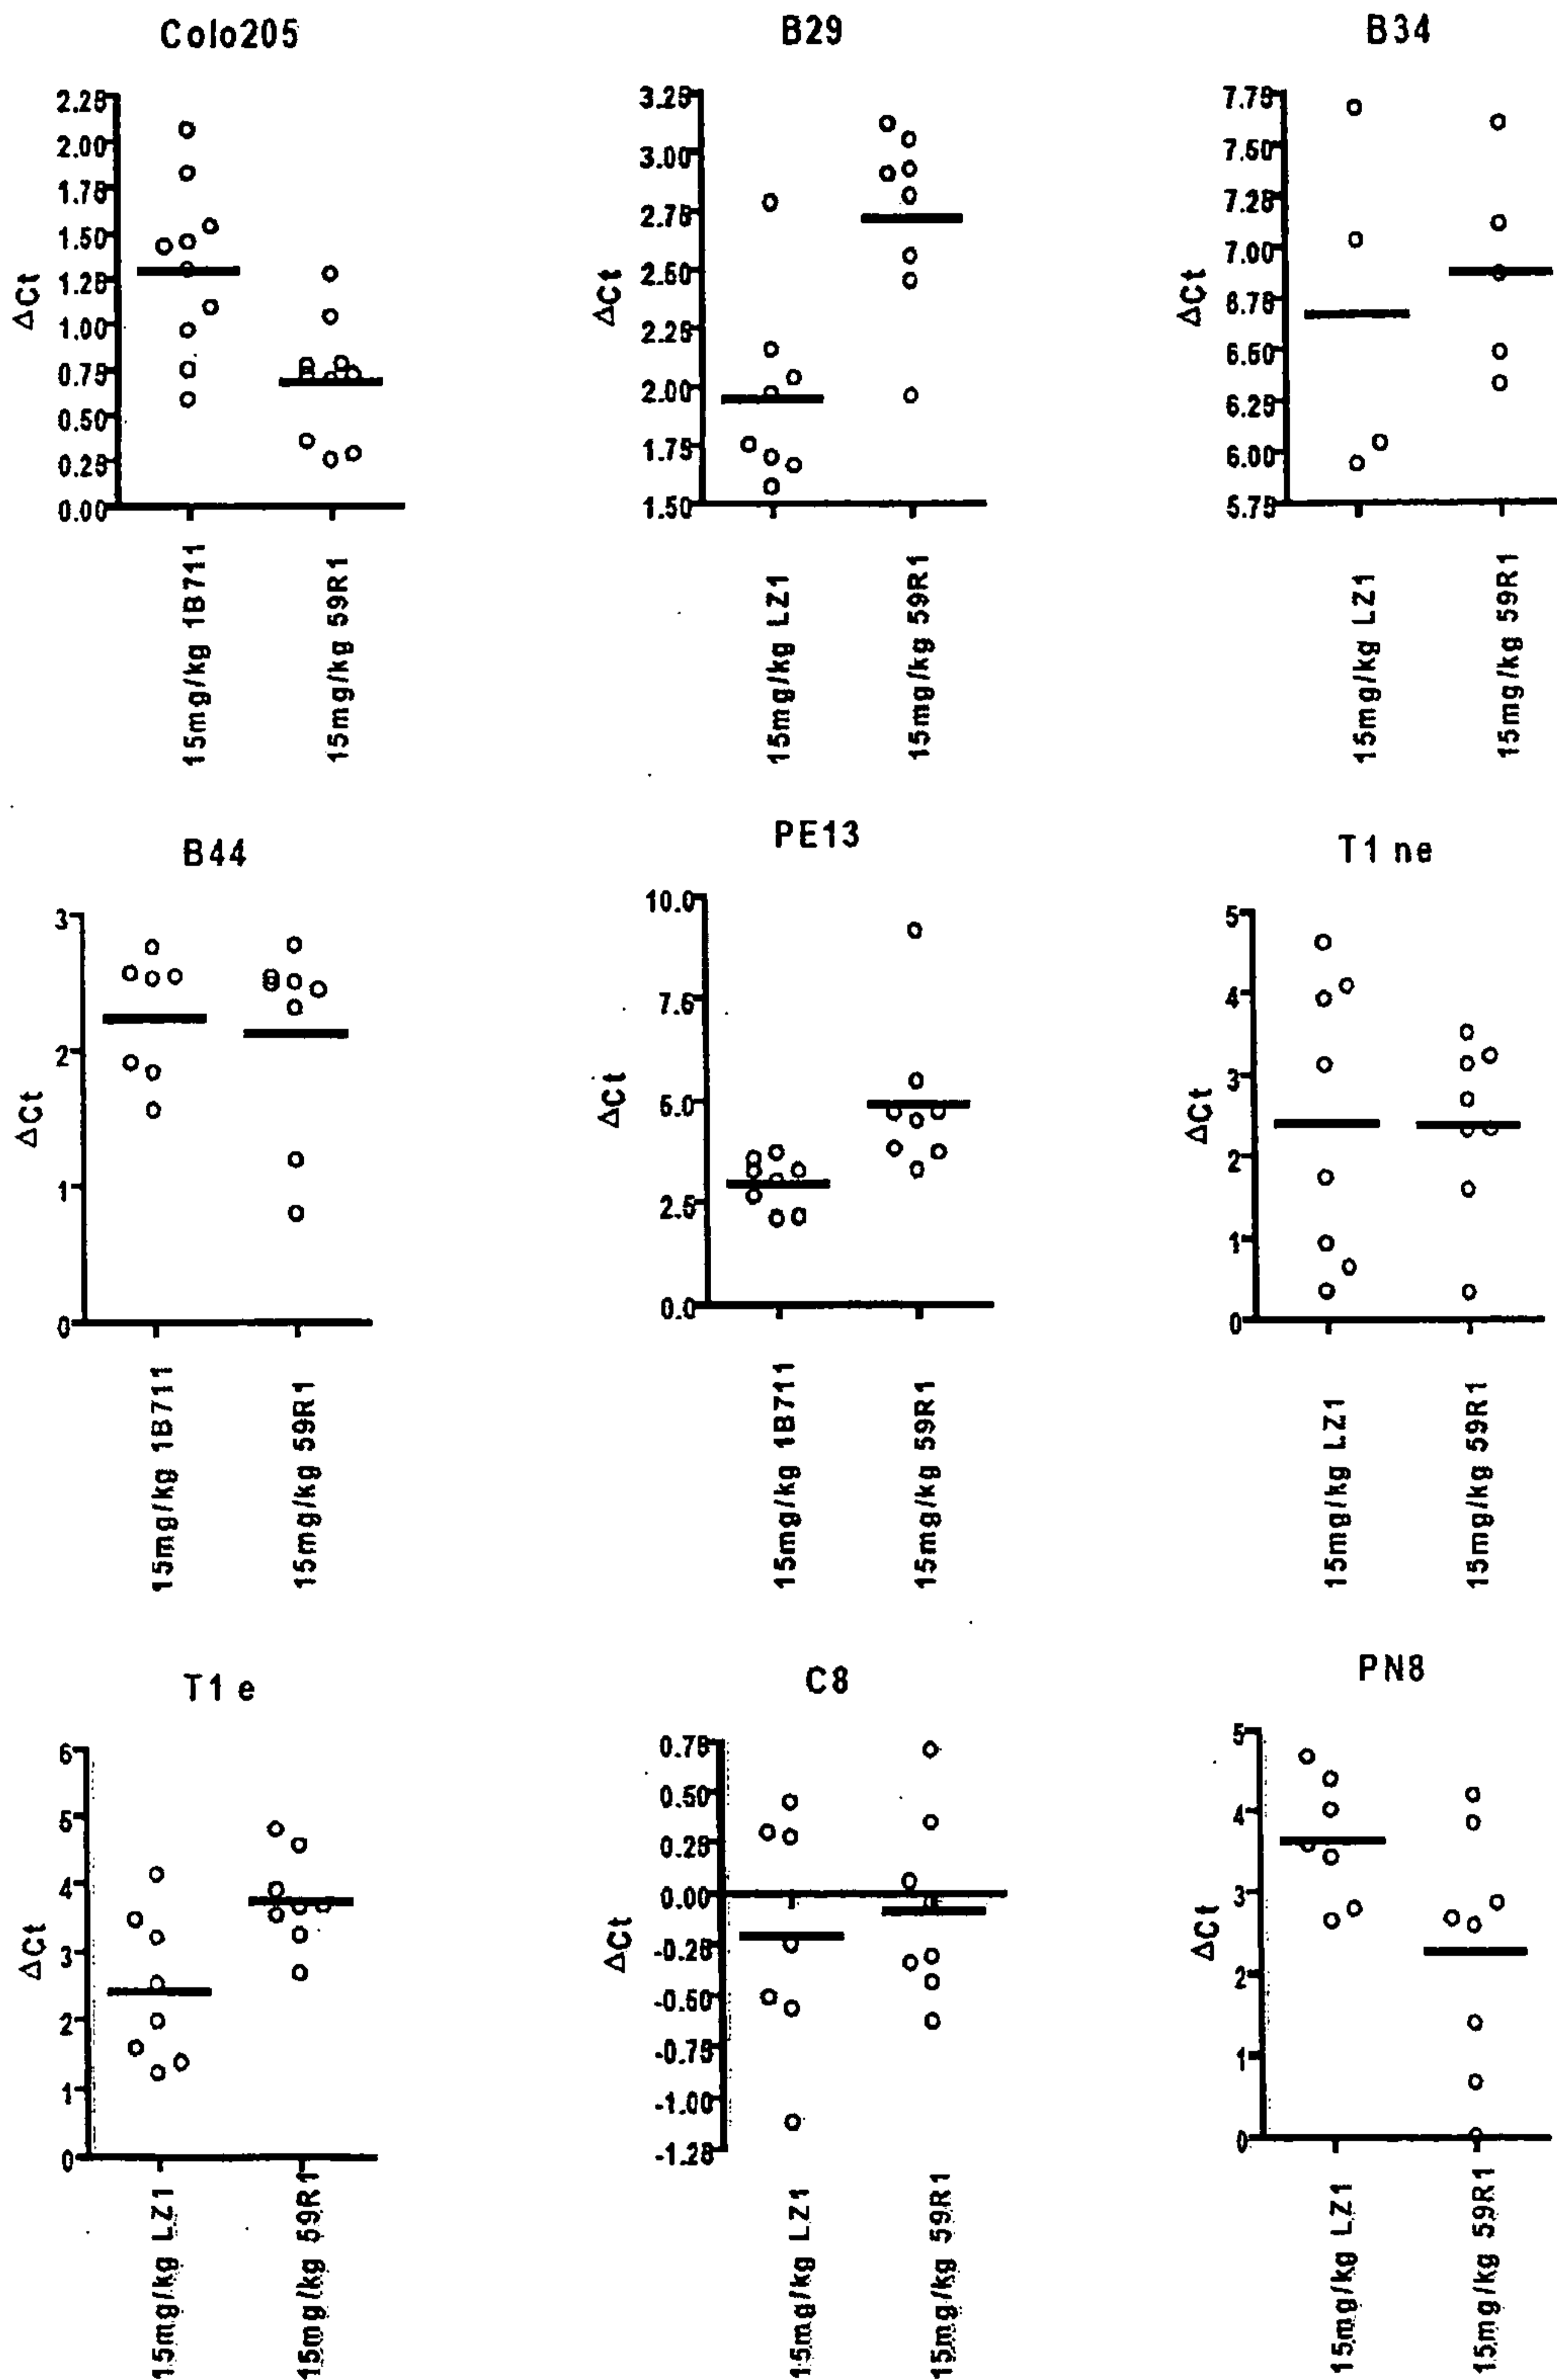 Colo205
ΔCt
2.25
2.00
1.75
1.50
1.25
1.00
0.75
0.50
0.25
0.00
15mg/kg 1B711
15mg/kg 59R1
B29
ΔCt
3.25
3.00
2.75
2.50
2.25
2.00
1.75
1.50
15mg/kg LZ1
15mg/kg 59R1
B34
ΔCt
7.75
7.50
7.25
7.00
6.75
6.50
6.25
6.00
5.75
15mg/kg LZ1
15mg/kg 59R1
B44
ΔCt
3
2
1
0
15mg/kg 1B711
15mg/kg 59R1
PE13
ΔCt
10.0
7.5
5.0
2.5
0.0
15mg/kg 1B711
15mg/kg 59R1
T1 ne
ΔCt
5
4
3
2
1
0
15mg/kg LZ1
15mg/kg 59R1
T1 e
ΔCt
6
5
4
3
2
1
0
15mg/kg LZ1
15mg/kg 59R1
C8
ΔCt
0.75
0.50
0.25
0.00
-0.25
-0.50
-0.75
-1.00
-1.25
15mg/kg LZ1
15mg/kg 59R1
PN8
ΔCt
5
4
3
2
1
0
15mg/kg LZ1
15mg/kg 59R1